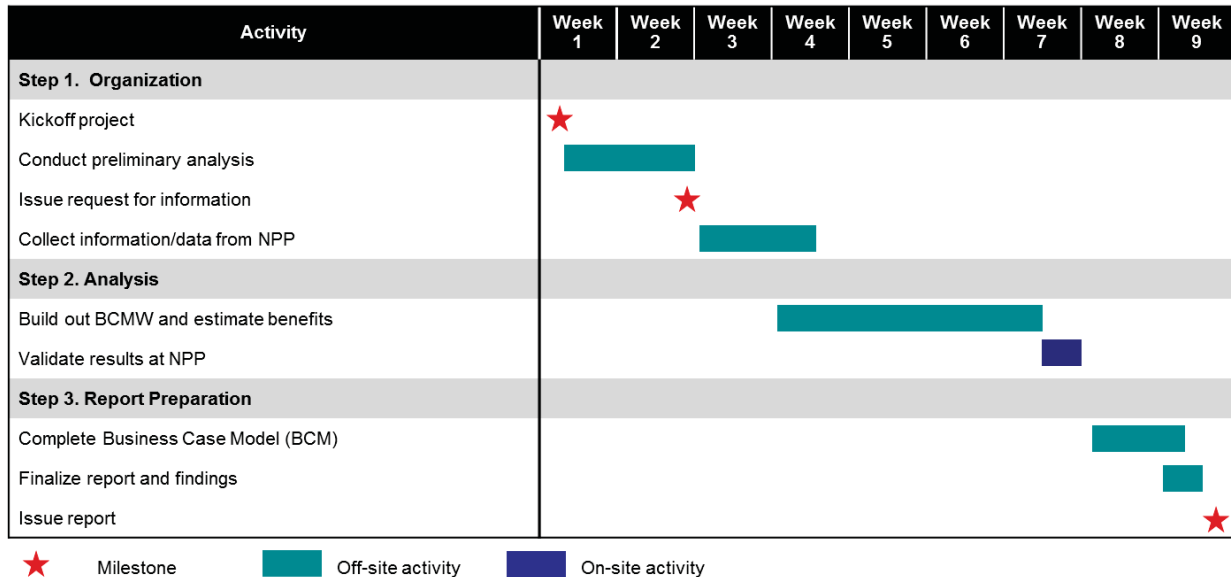 Activity
Week 1
Week 2
Week 3
Week 4
Week 5
Week 6
Week 7
Week 8
Week 9
Step 1.  Organization
Kickoff project
Conduct preliminary analysis
Issue request for information
Collect information/data from NPP
Step 2. Analysis
Build out BCMW and estimate benefits
Validate results at NPP
Step 3. Report Preparation
Complete Business Case Model (BCM)
Finalize report and findings
Issue report
Milestone
Off-site activity
On-site activity